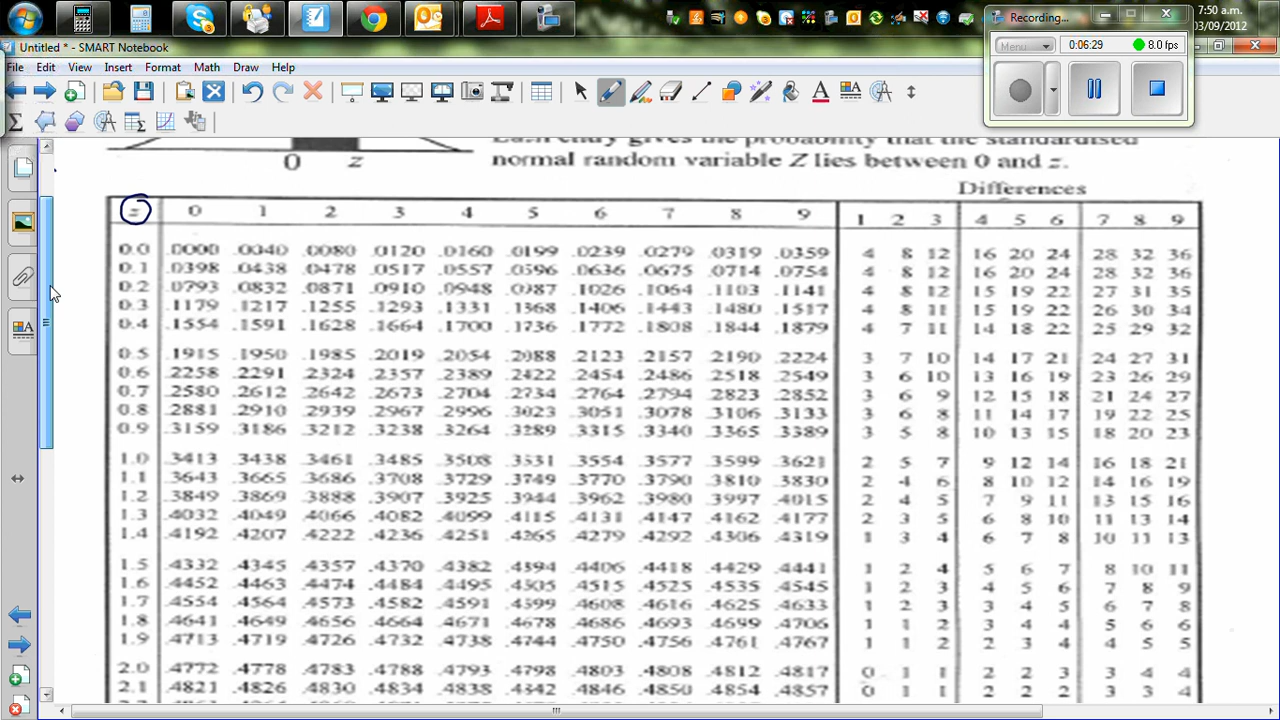 7:50 a.m.
03/09/2012
Recording...
Menu
0:06:29
8.0 fps
Untitled * - SMART Notebook
File Edit View Insert Format Math Draw Help
Each entry gives the probability that the standardised
normal random variable Z lies between 0 and z.
0 z
Differences
z 0 1 2 3 4 5 6 7 8 9 1 2 3 4 5 6 7 8 9
0.0 .0000 .0040 .0080 .0120 .0160 .0199 .0239 .0279 .0319 .0359 4 8 12 16 20 24 28 32 36
0.1 .0398 .0438 .0478 .0517 .0557 .0596 .0636 .0675 .0714 .0754 4 8 12 16 20 24 28 32 36
0.2 .0793 .0832 .0871 .0910 .0948 .0987 .1026 .1064 .1103 .1141 4 8 12 15 19 22 27 31 35
0.3 .1179 .1217 .1255 .1293 .1331 .1368 .1406 .1443 .1480 .1517 4 8 11 15 19 22 26 30 34
0.4 .1554 .1591 .1628 .1664 .1700 .1736 .1772 .1808 .1844 .1879 4 7 11 14 18 22 25 29 32
0.5 .1915 .1950 .1985 .2019 .2054 .2088 .2123 .2157 .2190 .2224 3 7 10 14 17 21 24 27 31
0.6 .2258 .2291 .2324 .2357 .2389 .2422 .2454 .2486 .2518 .2549 3 6 10 13 16 19 23 26 29
0.7 .2580 .2612 .2642 .2673 .2704 .2734 .2764 .2794 .2823 .2852 3 6 9 12 15 18 21 24 27
0.8 .2881 .2910 .2939 .2967 .2996 .3023 .3051 .3078 .3106 .3133 3 6 8 11 14 17 19 22 25
0.9 .3159 .3186 .3212 .3238 .3264 .3289 .3315 .3340 .3365 .3389 3 5 8 10 13 15 18 20 23
1.0 .3413 .3438 .3461 .3485 .3508 .3531 .3554 .3577 .3599 .3621 2 5 7 9 12 14 16 18 21
1.1 .3643 .3665 .3686 .3708 .3729 .3749 .3770 .3790 .3810 .3830 2 4 6 8 10 12 14 16 19
1.2 .3849 .3869 .3888 .3907 .3925 .3944 .3962 .3980 .3997 .4015 2 4 5 7 9 11 13 15 16
1.3 .4032 .4049 .4066 .4082 .4099 .4115 .4131 .4147 .4162 .4177 2 3 5 6 8 10 11 13 14
1.4 .4192 .4207 .4222 .4236 .4251 .4265 .4279 .4292 .4306 .4319 1 3 4 6 7 8 10 11 13
1.5 .4332 .4345 .4357 .4370 .4382 .4394 .4406 .4418 .4429 .4441 1 2 4 5 6 7 8 10 11
1.6 .4452 .4463 .4474 .4484 .4495 .4505 .4515 .4525 .4535 .4545 1 2 3 4 5 6 7 8 9
1.7 .4554 .4564 .4573 .4582 .4591 .4599 .4608 .4616 .4625 .4633 1 2 3 3 4 5 6 7 8
1.8 .4641 .4649 .4656 .4664 .4671 .4678 .4686 .4693 .4699 .4706 1 1 2 3 4 4 5 6 6
1.9 .4713 .4719 .4726 .4732 .4738 .4744 .4750 .4756 .4761 .4767 1 1 2 2 3 4 4 5 5
2.0 .4772 .4778 .4783 .4788 .4793 .4798 .4803 .4808 .4812 .4817 0 1 1 2 2 3 3 4 4
2.1 .4821 .4826 .4830 .4834 .4838 .4842 .4846 .4850 .4854 .4857 0 1 1 2 2 2 3 3 4